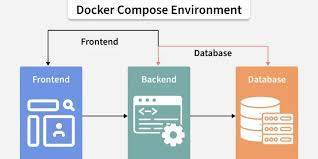 Docker Compose Environment
Frontend
Database
Frontend
Backend
Database